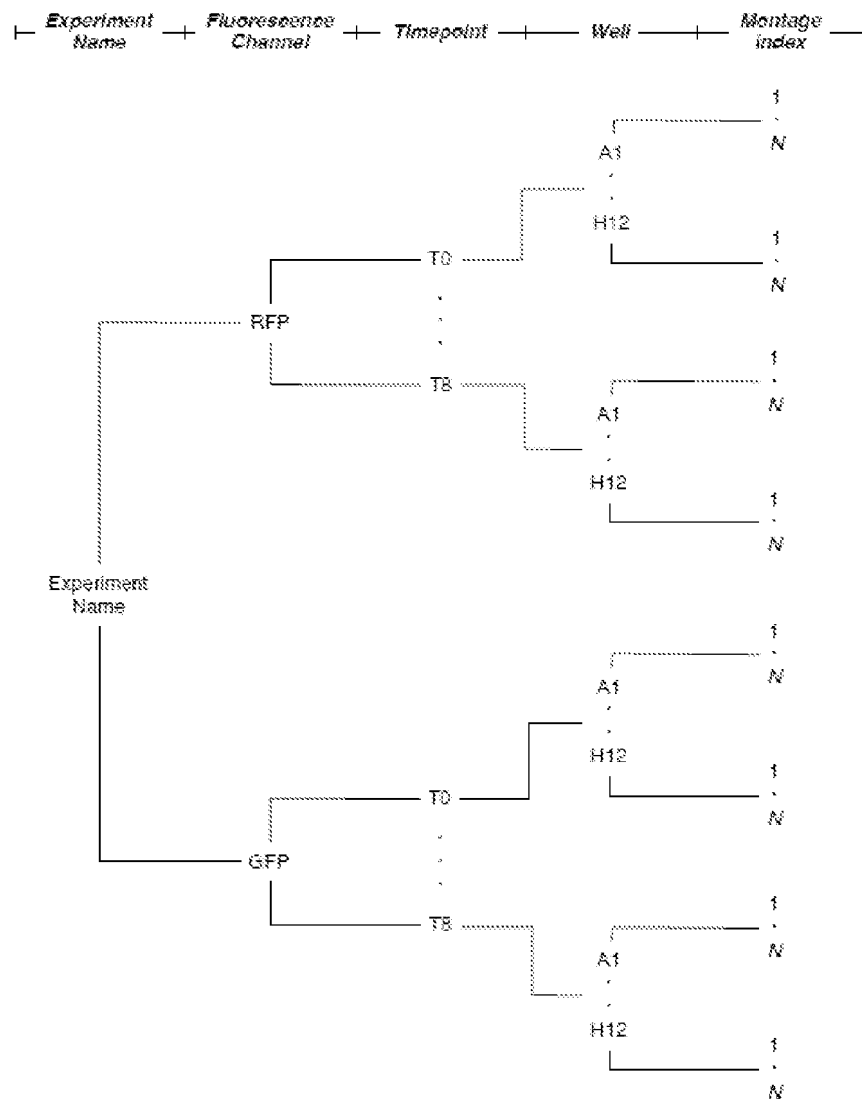 Experiment Name
Fluorescence Channel
Timepoint
Well
Montage Index
1
N
A1
H12
1
N
T0
RFP
T8
1
N
A1
H12
1
N
Experiment
Name
1
N
A1
H12
1
N
T0
GFP
T8
1
N
A1
H12
1
N